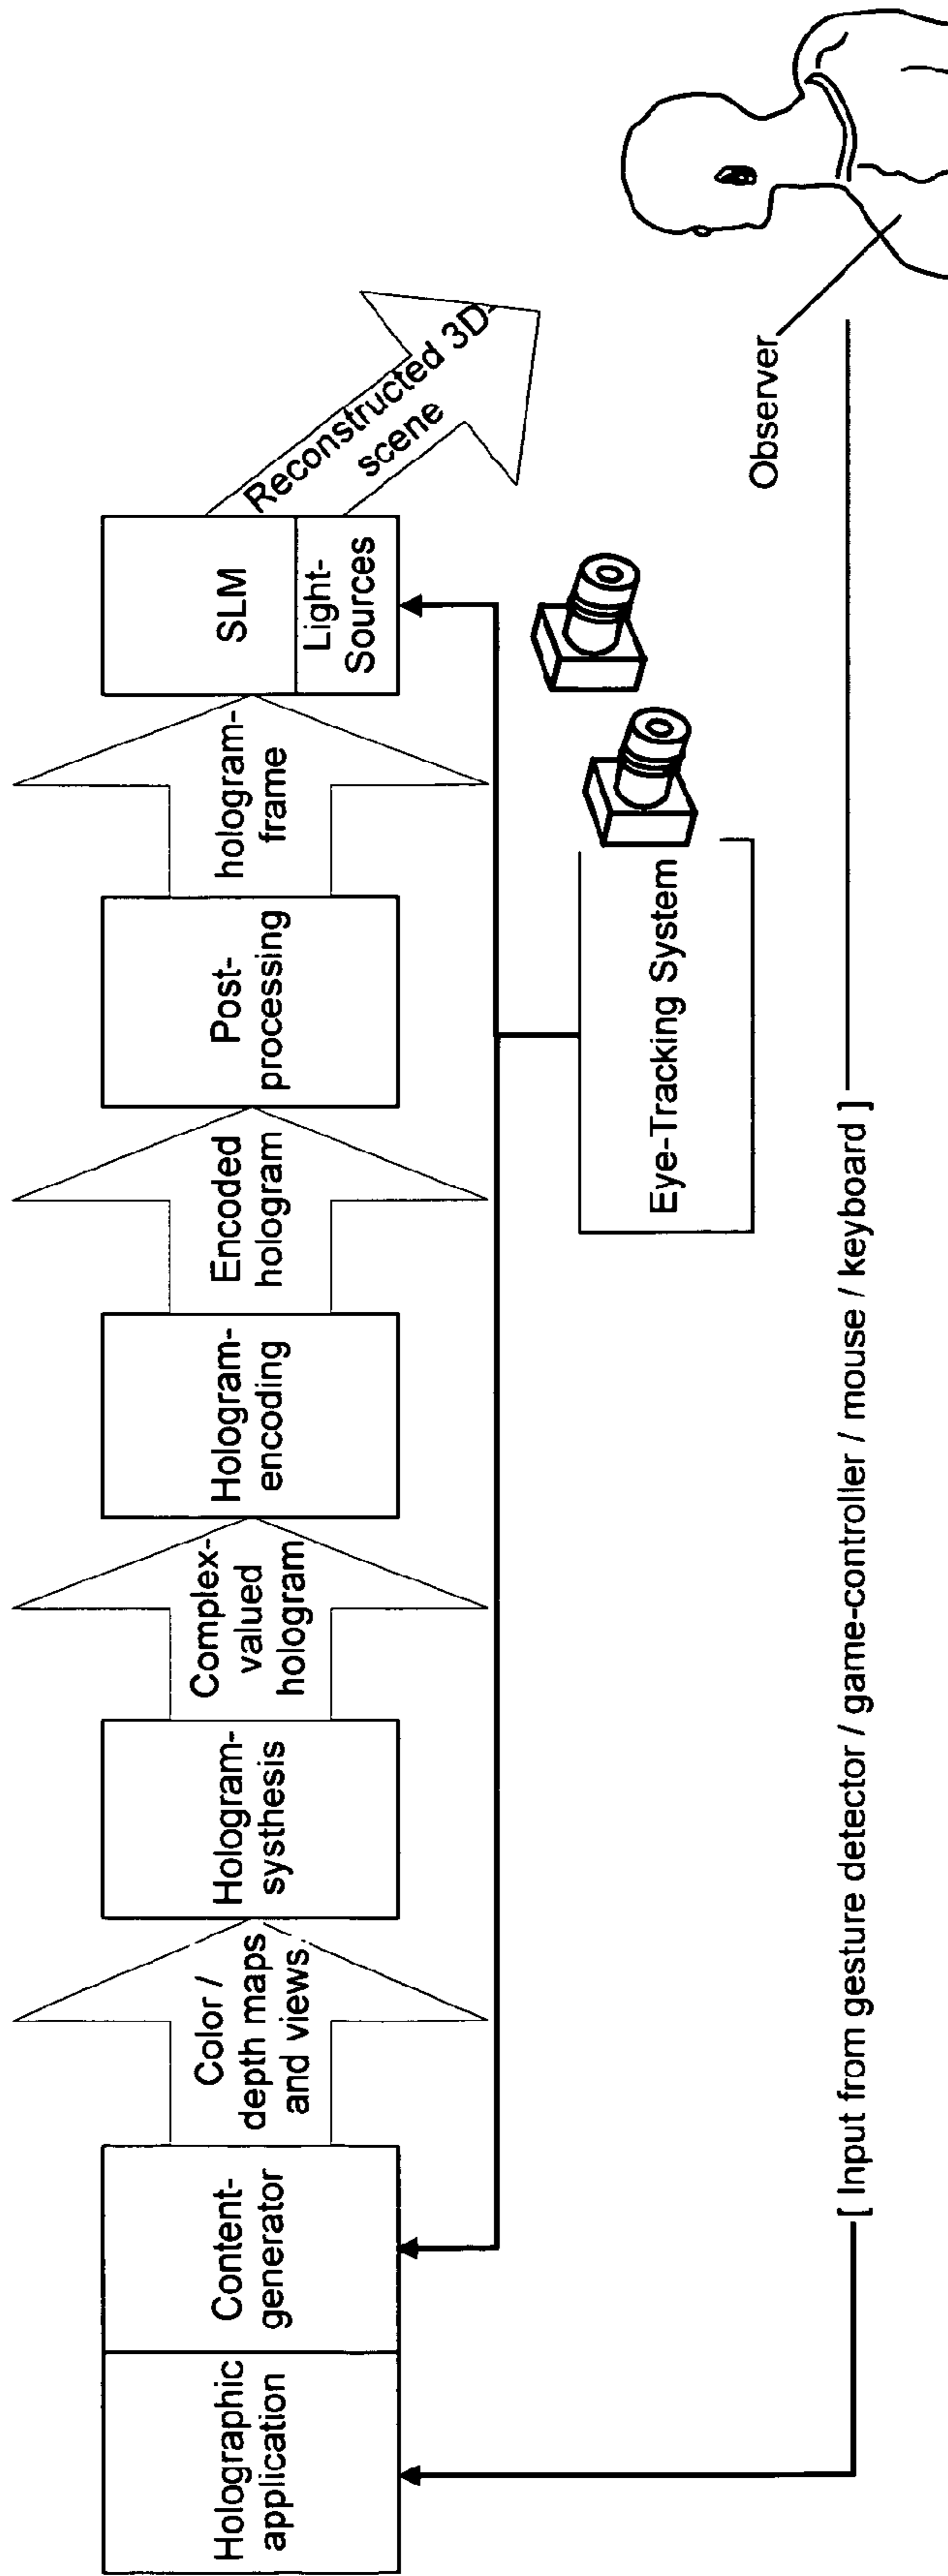 Holographic
application
Content-
generator
Color /
depth maps
and views
Hologram-
systhesis
Complex-
valued
hologram
Hologram-
encoding
Encoded
hologram
Post-
processing
hologram-
frame
SLM
Light-
Sources
Reconstructed 3D-
scene
Eye-Tracking System
Observer
[ Input from gesture detector / game-controller / mouse / keyboard ]